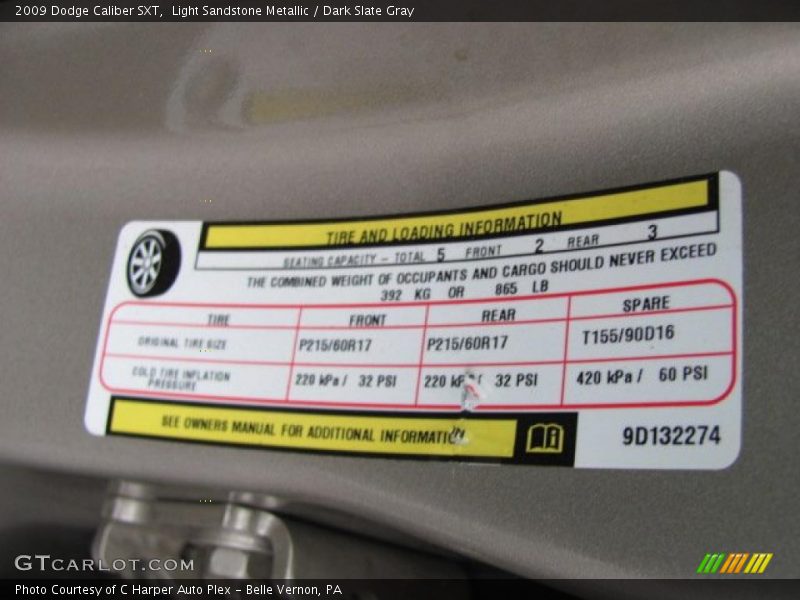 2009 Dodge Caliber SXT,  Light Sandstone Metallic / Dark Slate Gray
TIRE AND LOADING INFORMATION
SEATING CAPACITY – TOTAL 5 FRONT 2 REAR 3
THE COMBINED WEIGHT OF OCCUPANTS AND CARGO SHOULD NEVER EXCEED
392 KG OR 865 LB
TIRE FRONT REAR SPARE
ORIGINAL TIRE SIZE P215/60R17 P215/60R17 T155/90D16
COLD TIRE INFLATION PRESSURE 220 kPa / 32 PSI 220 kPa / 32 PSI 420 kPa / 60 PSI
SEE OWNERS MANUAL FOR ADDITIONAL INFORMATION
9D132274
GTCARLOT.COM
Photo Courtesy of C Harper Auto Plex – Belle Vernon, PA